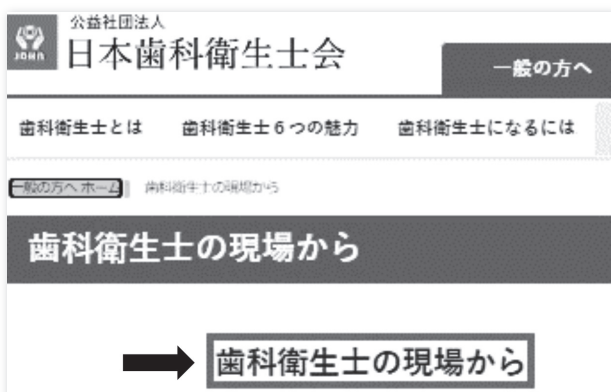 公益社団法人
JDHA
日本歯科衛生士会
一般の方へ
歯科衛生士とは 歯科衛生士6つの魅力 歯科衛生士になるには
一般の方へ ホーム 歯科衛生士の現場から
歯科衛生士の現場から
歯科衛生士の現場から